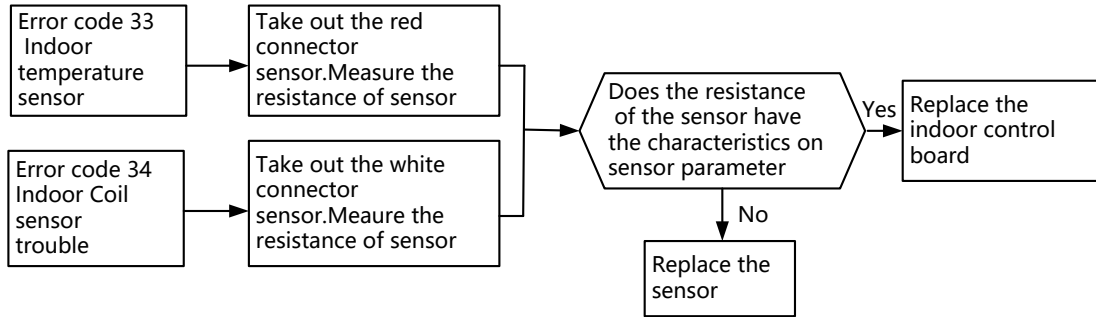 Error code 33
Indoor
temperature
sensor
Take out the red
connector
sensor.Measure the
resistance of sensor
Error code 34
Indoor Coil
sensor
trouble
Take out the white
connector
sensor.Meaure the
resistance of sensor
Does the resistance
of the sensor have
the characteristics on
sensor parameter
Yes
Replace the
indoor control
board
No
Replace the
sensor